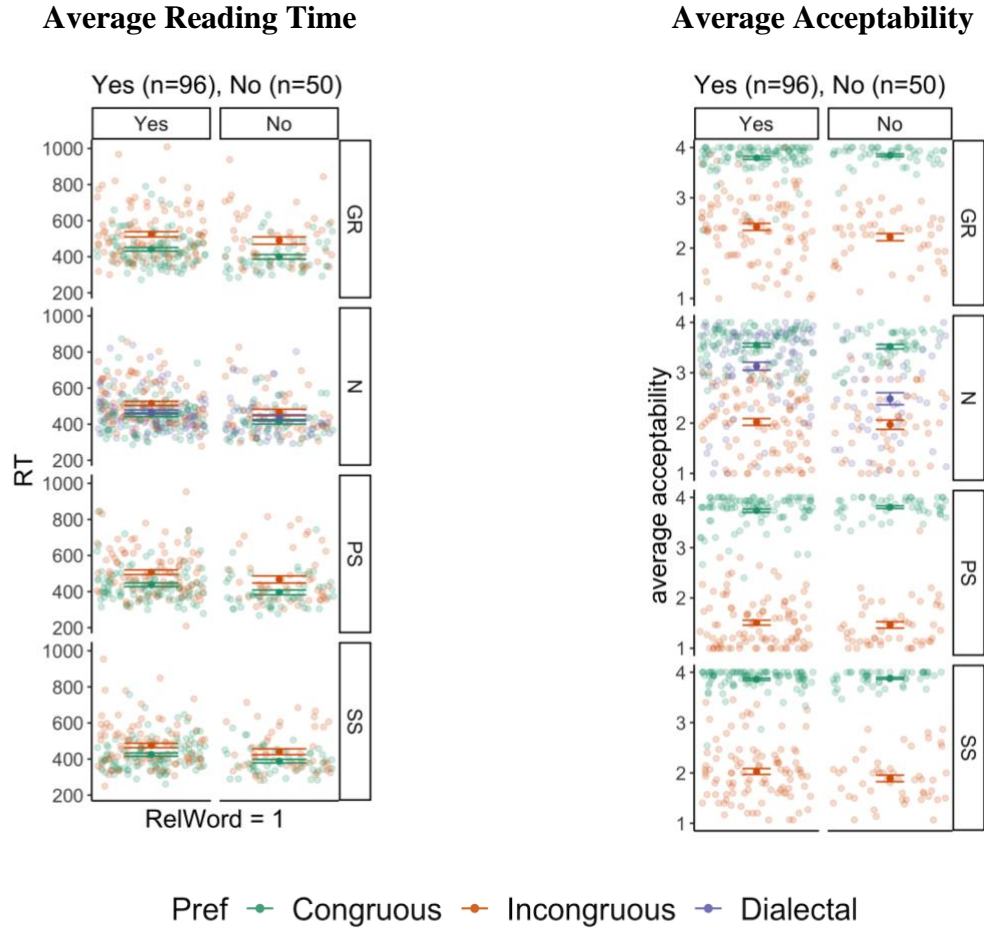 Average Reading Time
Yes (n=96), No (n=50)
Yes No
1000
800
600
400
200
GR
1000
800
600
400
200
N
1000
800
600
400
200
PS
1000
800
600
400
200
SS
RT
RelWord = 1
Average Acceptability
Yes (n=96), No (n=50)
Yes No
4
3
2
1
GR
4
3
2
1
N
4
3
2
1
PS
4
3
2
1
SS
average acceptability
Pref Congruous Incongruous Dialectal